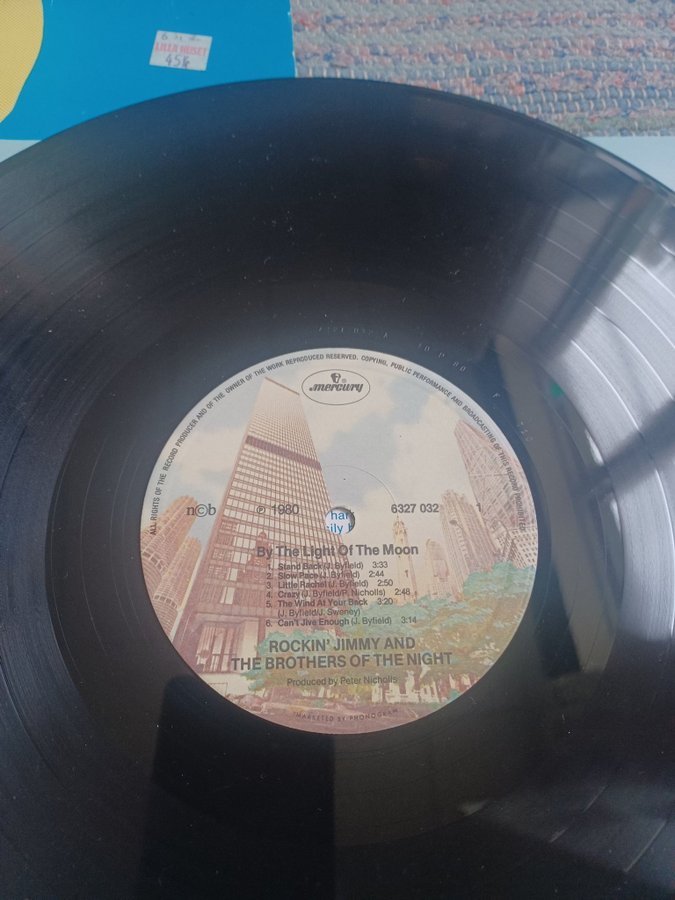 LILLA HUSET
45k
ALL RIGHTS OF THE RECORD PRODUCER AND OF THE OWNER OF THE WORK REPRODUCED RESERVED. COPYING, PUBLIC PERFORMANCE AND BROADCASTING OF THIS RECORD PROHIBITED
mercury
n©b ℗ 1980 6327 032 1
By The Light Of The Moon
1. Stand Back (J. Byfield) 3:33
2. Slow Pace (J. Byfield) 2:44
3. Little Rachel (J. Byfield) 2:50
4. Crazy (J. Byfield/P. Nicholls) 2:48
5. The Wind At Your Back 3:20
(J. Byfield/J. Sweney)
6. Can't Jive Enough (J. Byfield) 3:14
ROCKIN' JIMMY AND
THE BROTHERS OF THE NIGHT
Produced by Peter Nicholls
MARKETED BY PHONOGRAM